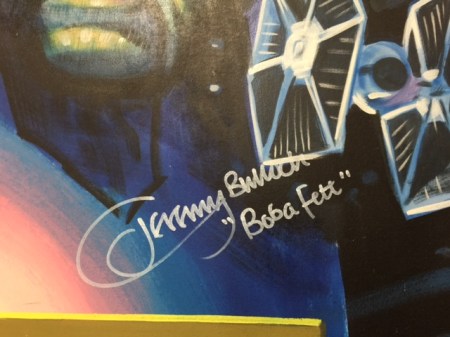 Jeremy Bulloch
"Boba Fett"